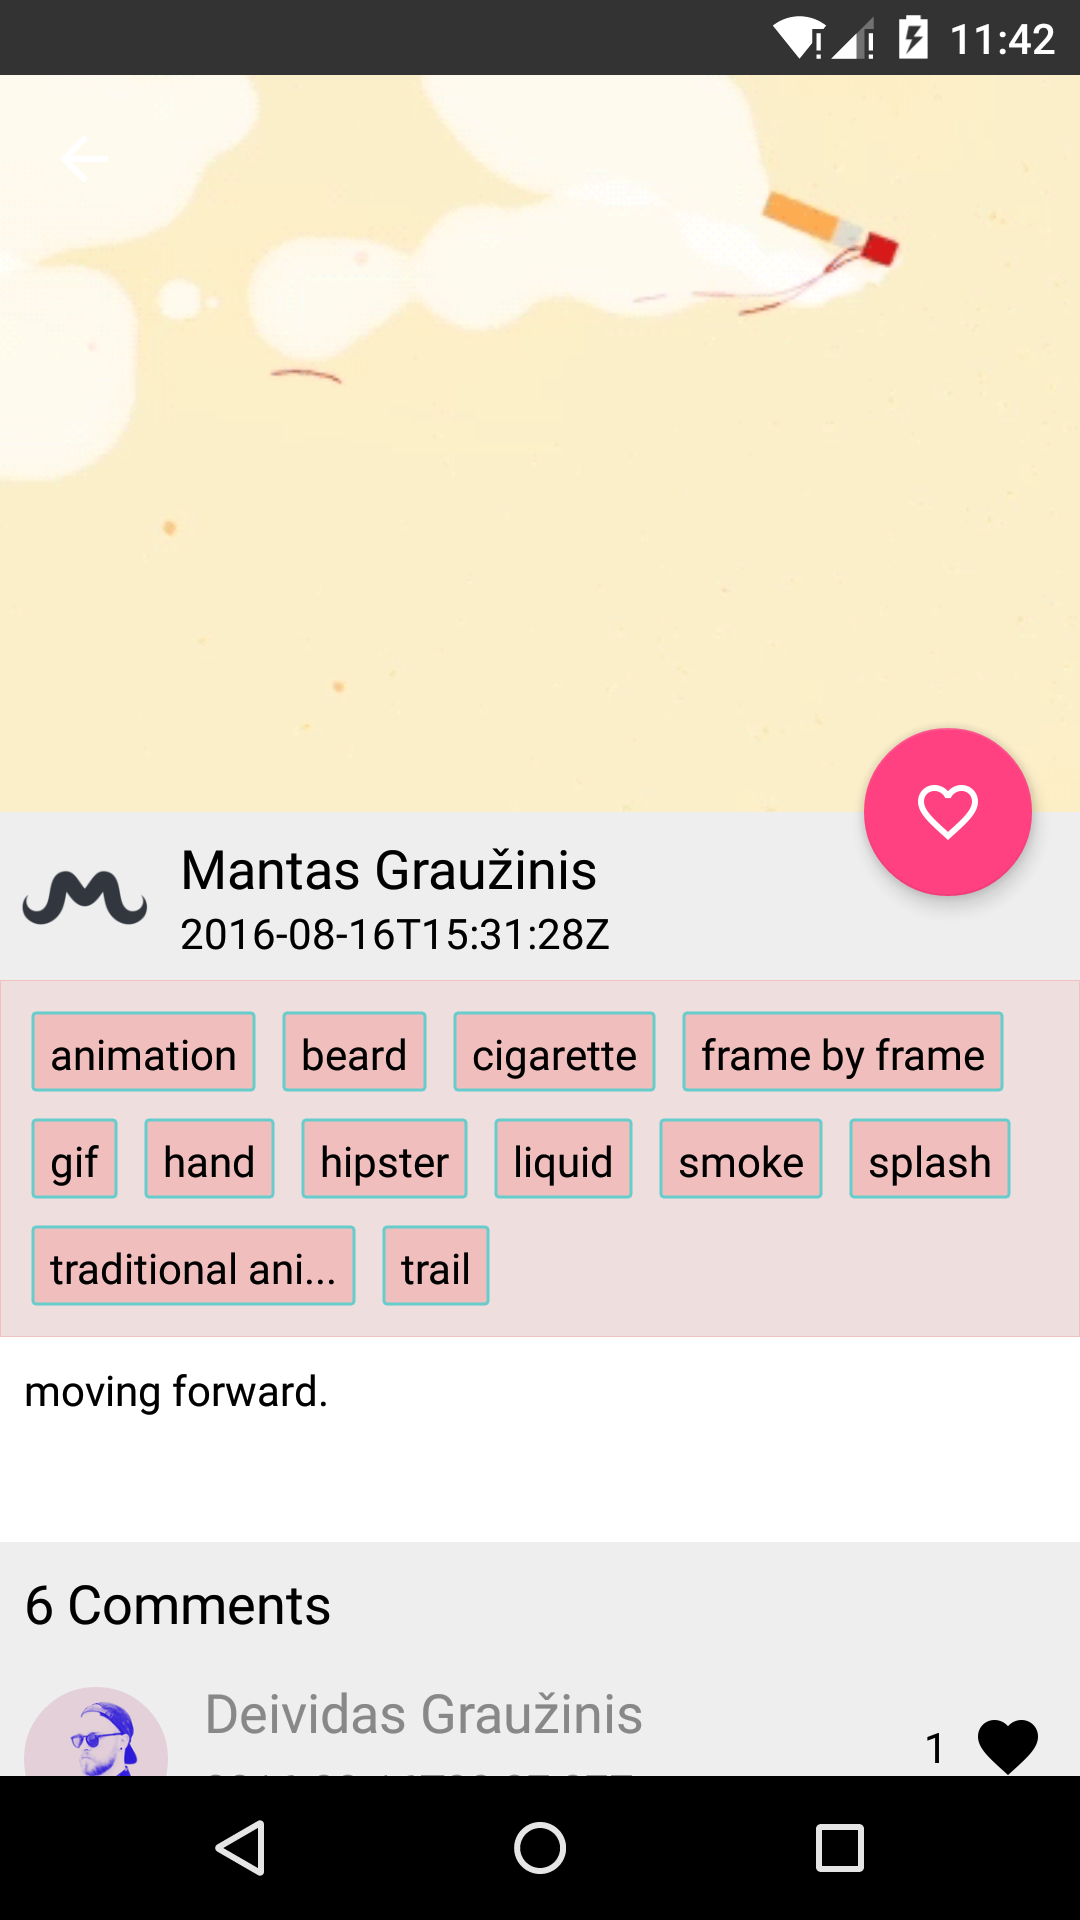 11:42
Mantas Graužinis
2016-08-16T15:31:28Z
animation beard cigarette frame by frame
gif hand hipster liquid smoke splash
traditional ani... trail
moving forward.
6 Comments
Deividas Graužinis
1